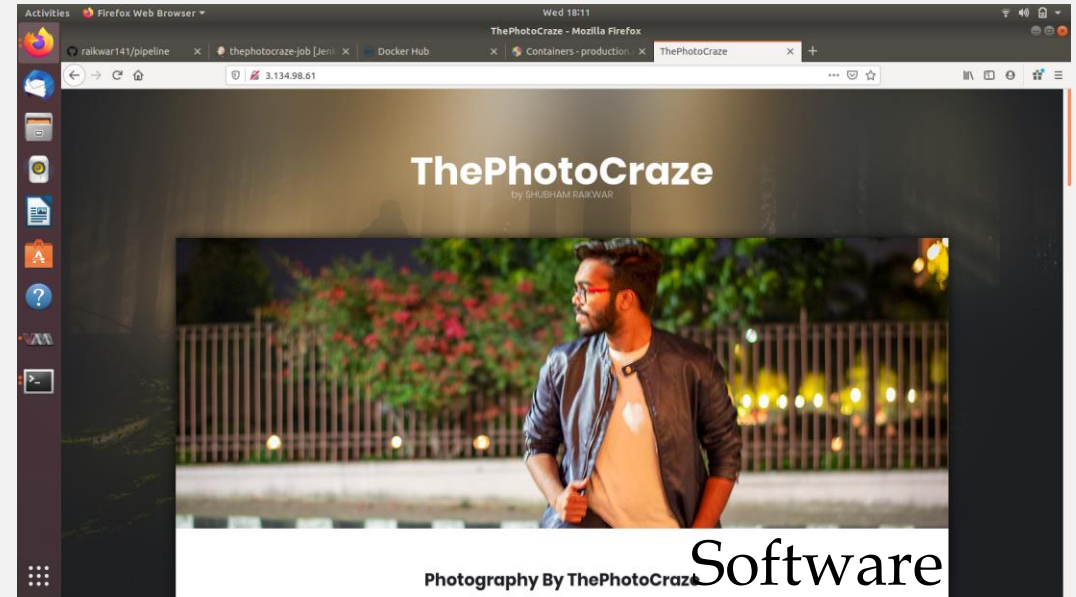 Activities Firefox Web Browser Wed 18:11
ThePhotoCraze - Mozilla Firefox
raikwar141/pipeline thephotocraze-job [Jenk Docker Hub Containers - production ThePhotoCraze
3.134.98.61
ThePhotoCraze
by SHUBHAM RAIKWAR
Photography By ThePhotoCraze
Software